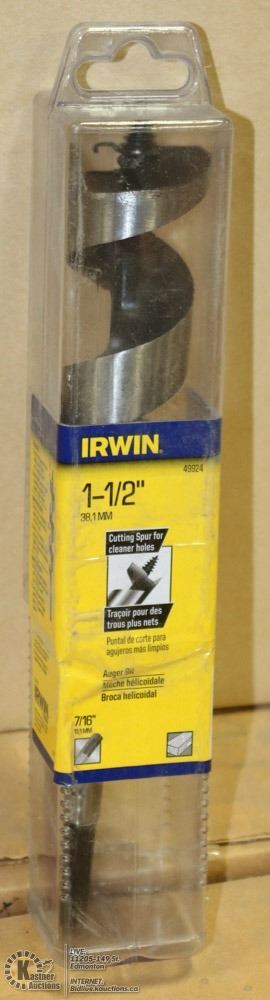 IRWIN.
49924
1-1/2"
38,1 MM
Cutting Spur for
cleaner holes
Traçoir pour des
trous plus nets
Puntal de corte para
agujeros más limpios
Auger Bit
Mèche hélicoïdale
Broca helicoidal
7/16"
11,1 MM
IRWIN
Kastner
Auctions
LIVE:
11205-149 St.
Edmonton
INTERNET:
Bidlive.kauctions.ca